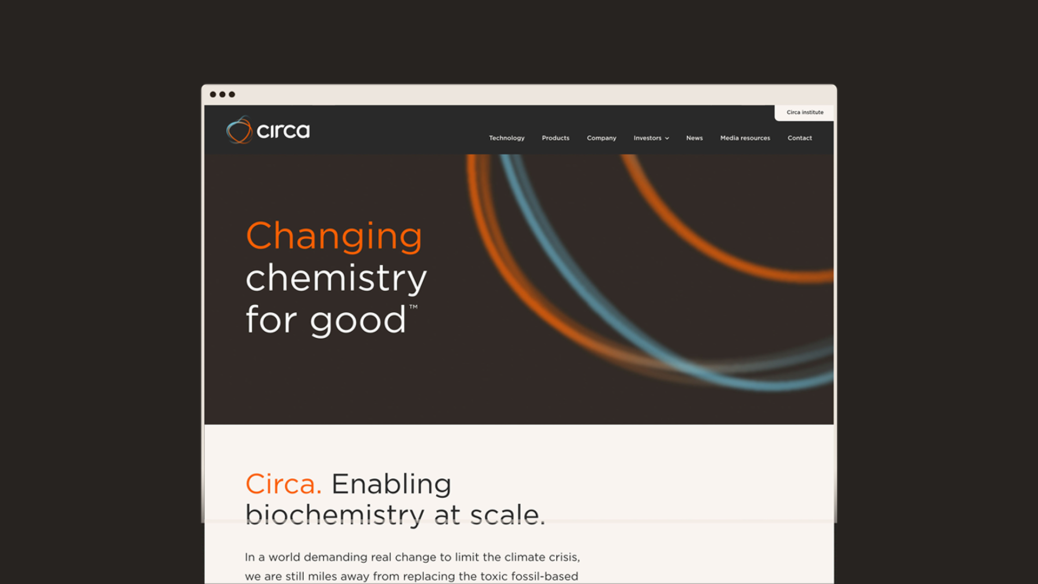 Circa institute
circa
Technology Products Company Investors News Media resources Contact
Changing
chemistry
for good™
Circa. Enabling
biochemistry at scale.
In a world demanding real change to limit the climate crisis,
we are still miles away from replacing the toxic fossil-based